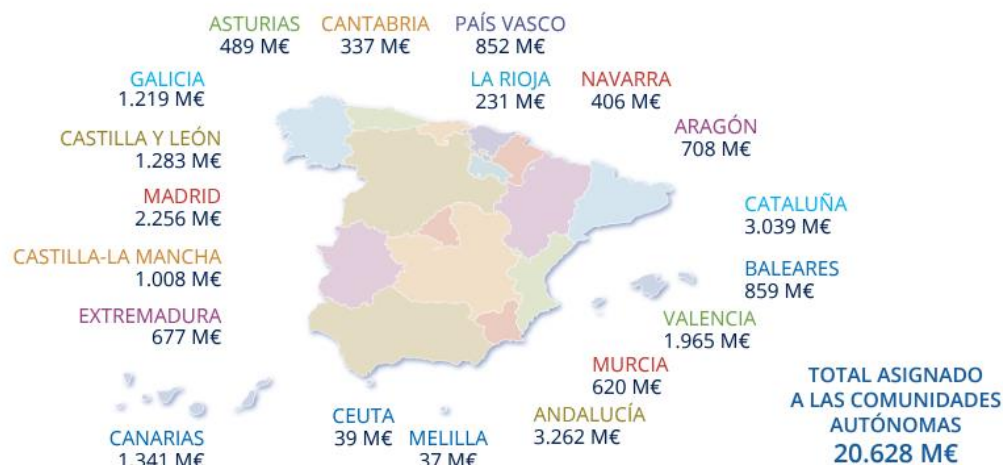 ASTURIAS
489 M€
CANTABRIA
337 M€
PAÍS VASCO
852 M€
GALICIA
1.219 M€
LA RIOJA
231 M€
NAVARRA
406 M€
CASTILLA Y LEÓN
1.283 M€
ARAGÓN
708 M€
MADRID
2.256 M€
CATALUÑA
3.039 M€
CASTILLA-LA MANCHA
1.008 M€
BALEARES
859 M€
EXTREMADURA
677 M€
VALENCIA
1.965 M€
MURCIA
620 M€
TOTAL ASIGNADO
A LAS COMUNIDADES
AUTÓNOMAS
20.628 M€
CANARIAS
1.341 M€
CEUTA
39 M€
MELILLA
37 M€
ANDALUCÍA
3.262 M€